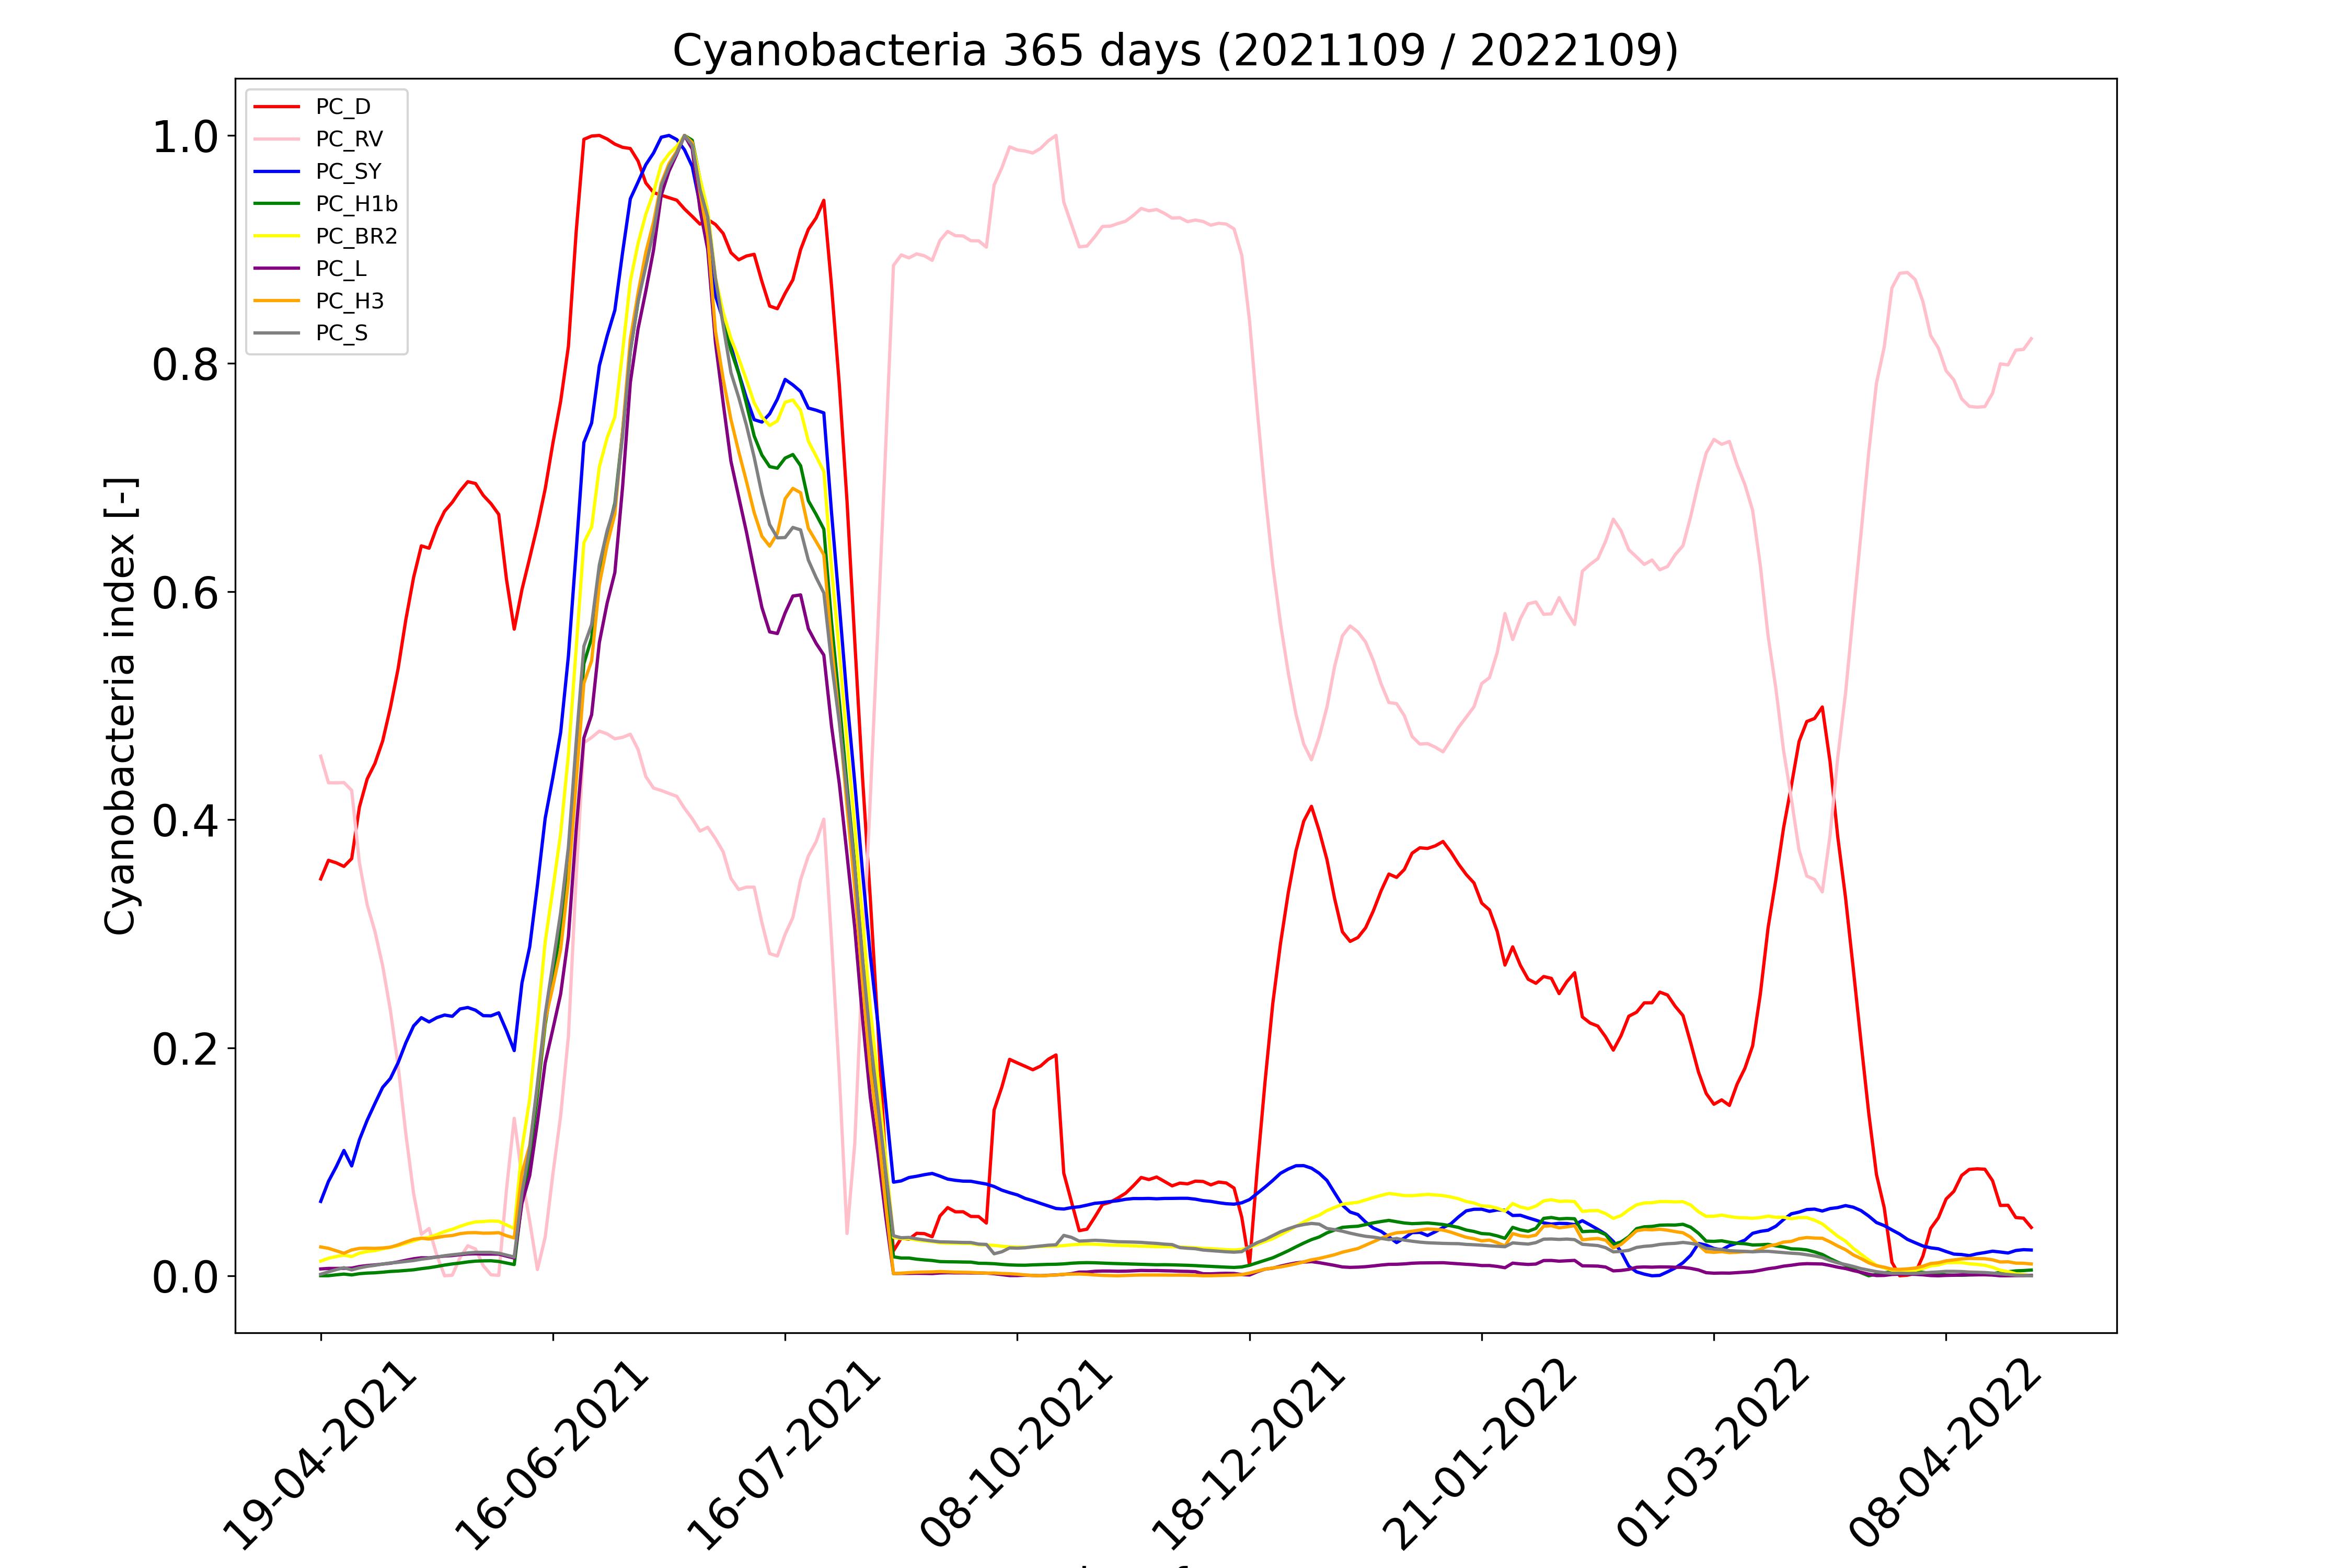 Cyanobacteria 365 days (2021109 / 2022109)
PC_D
PC_RV
PC_SY
PC_H1b
PC_BR2
PC_L
PC_H3
PC_S
Cyanobacteria index [-]
1.0
0.8
0.6
0.4
0.2
0.0
19-04-2021
16-06-2021
16-07-2021
08-10-2021
18-12-2021
21-01-2022
01-03-2022
08-04-2022